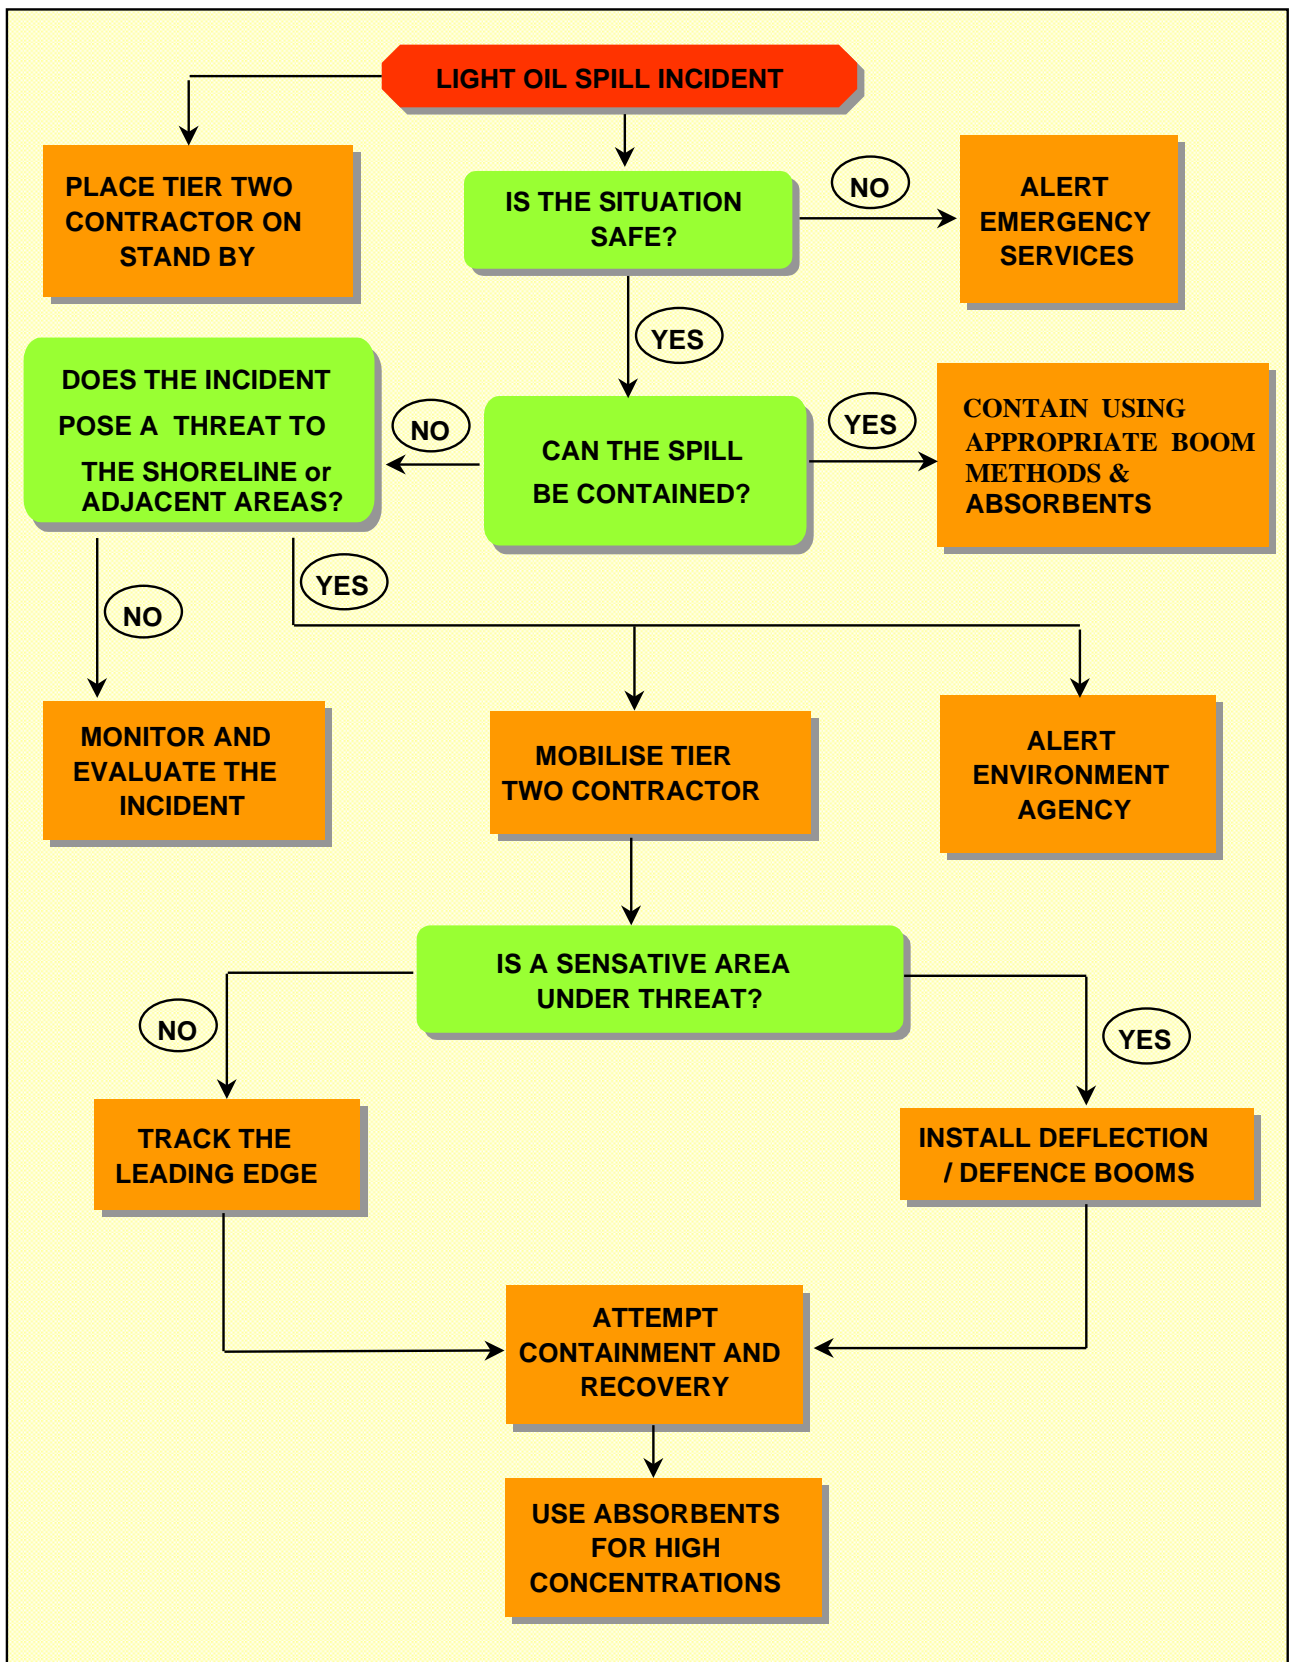 LIGHT OIL SPILL INCIDENT
PLACE TIER TWO
CONTRACTOR ON
STAND BY
IS THE SITUATION
SAFE?
NO
ALERT
EMERGENCY
SERVICES
YES
DOES THE INCIDENT
POSE A THREAT TO
THE SHORELINE or
ADJACENT AREAS?
NO
CAN THE SPILL
BE CONTAINED?
YES
CONTAIN USING
APPROPRIATE BOOM
METHODS &
ABSORBENTS
NO
YES
MONITOR AND
EVALUATE THE
INCIDENT
MOBILISE TIER
TWO CONTRACTOR
ALERT
ENVIRONMENT
AGENCY
IS A SENSATIVE AREA
UNDER THREAT?
NO
YES
TRACK THE
LEADING EDGE
INSTALL DEFLECTION
/ DEFENCE BOOMS
ATTEMPT
CONTAINMENT AND
RECOVERY
USE ABSORBENTS
FOR HIGH
CONCENTRATIONS